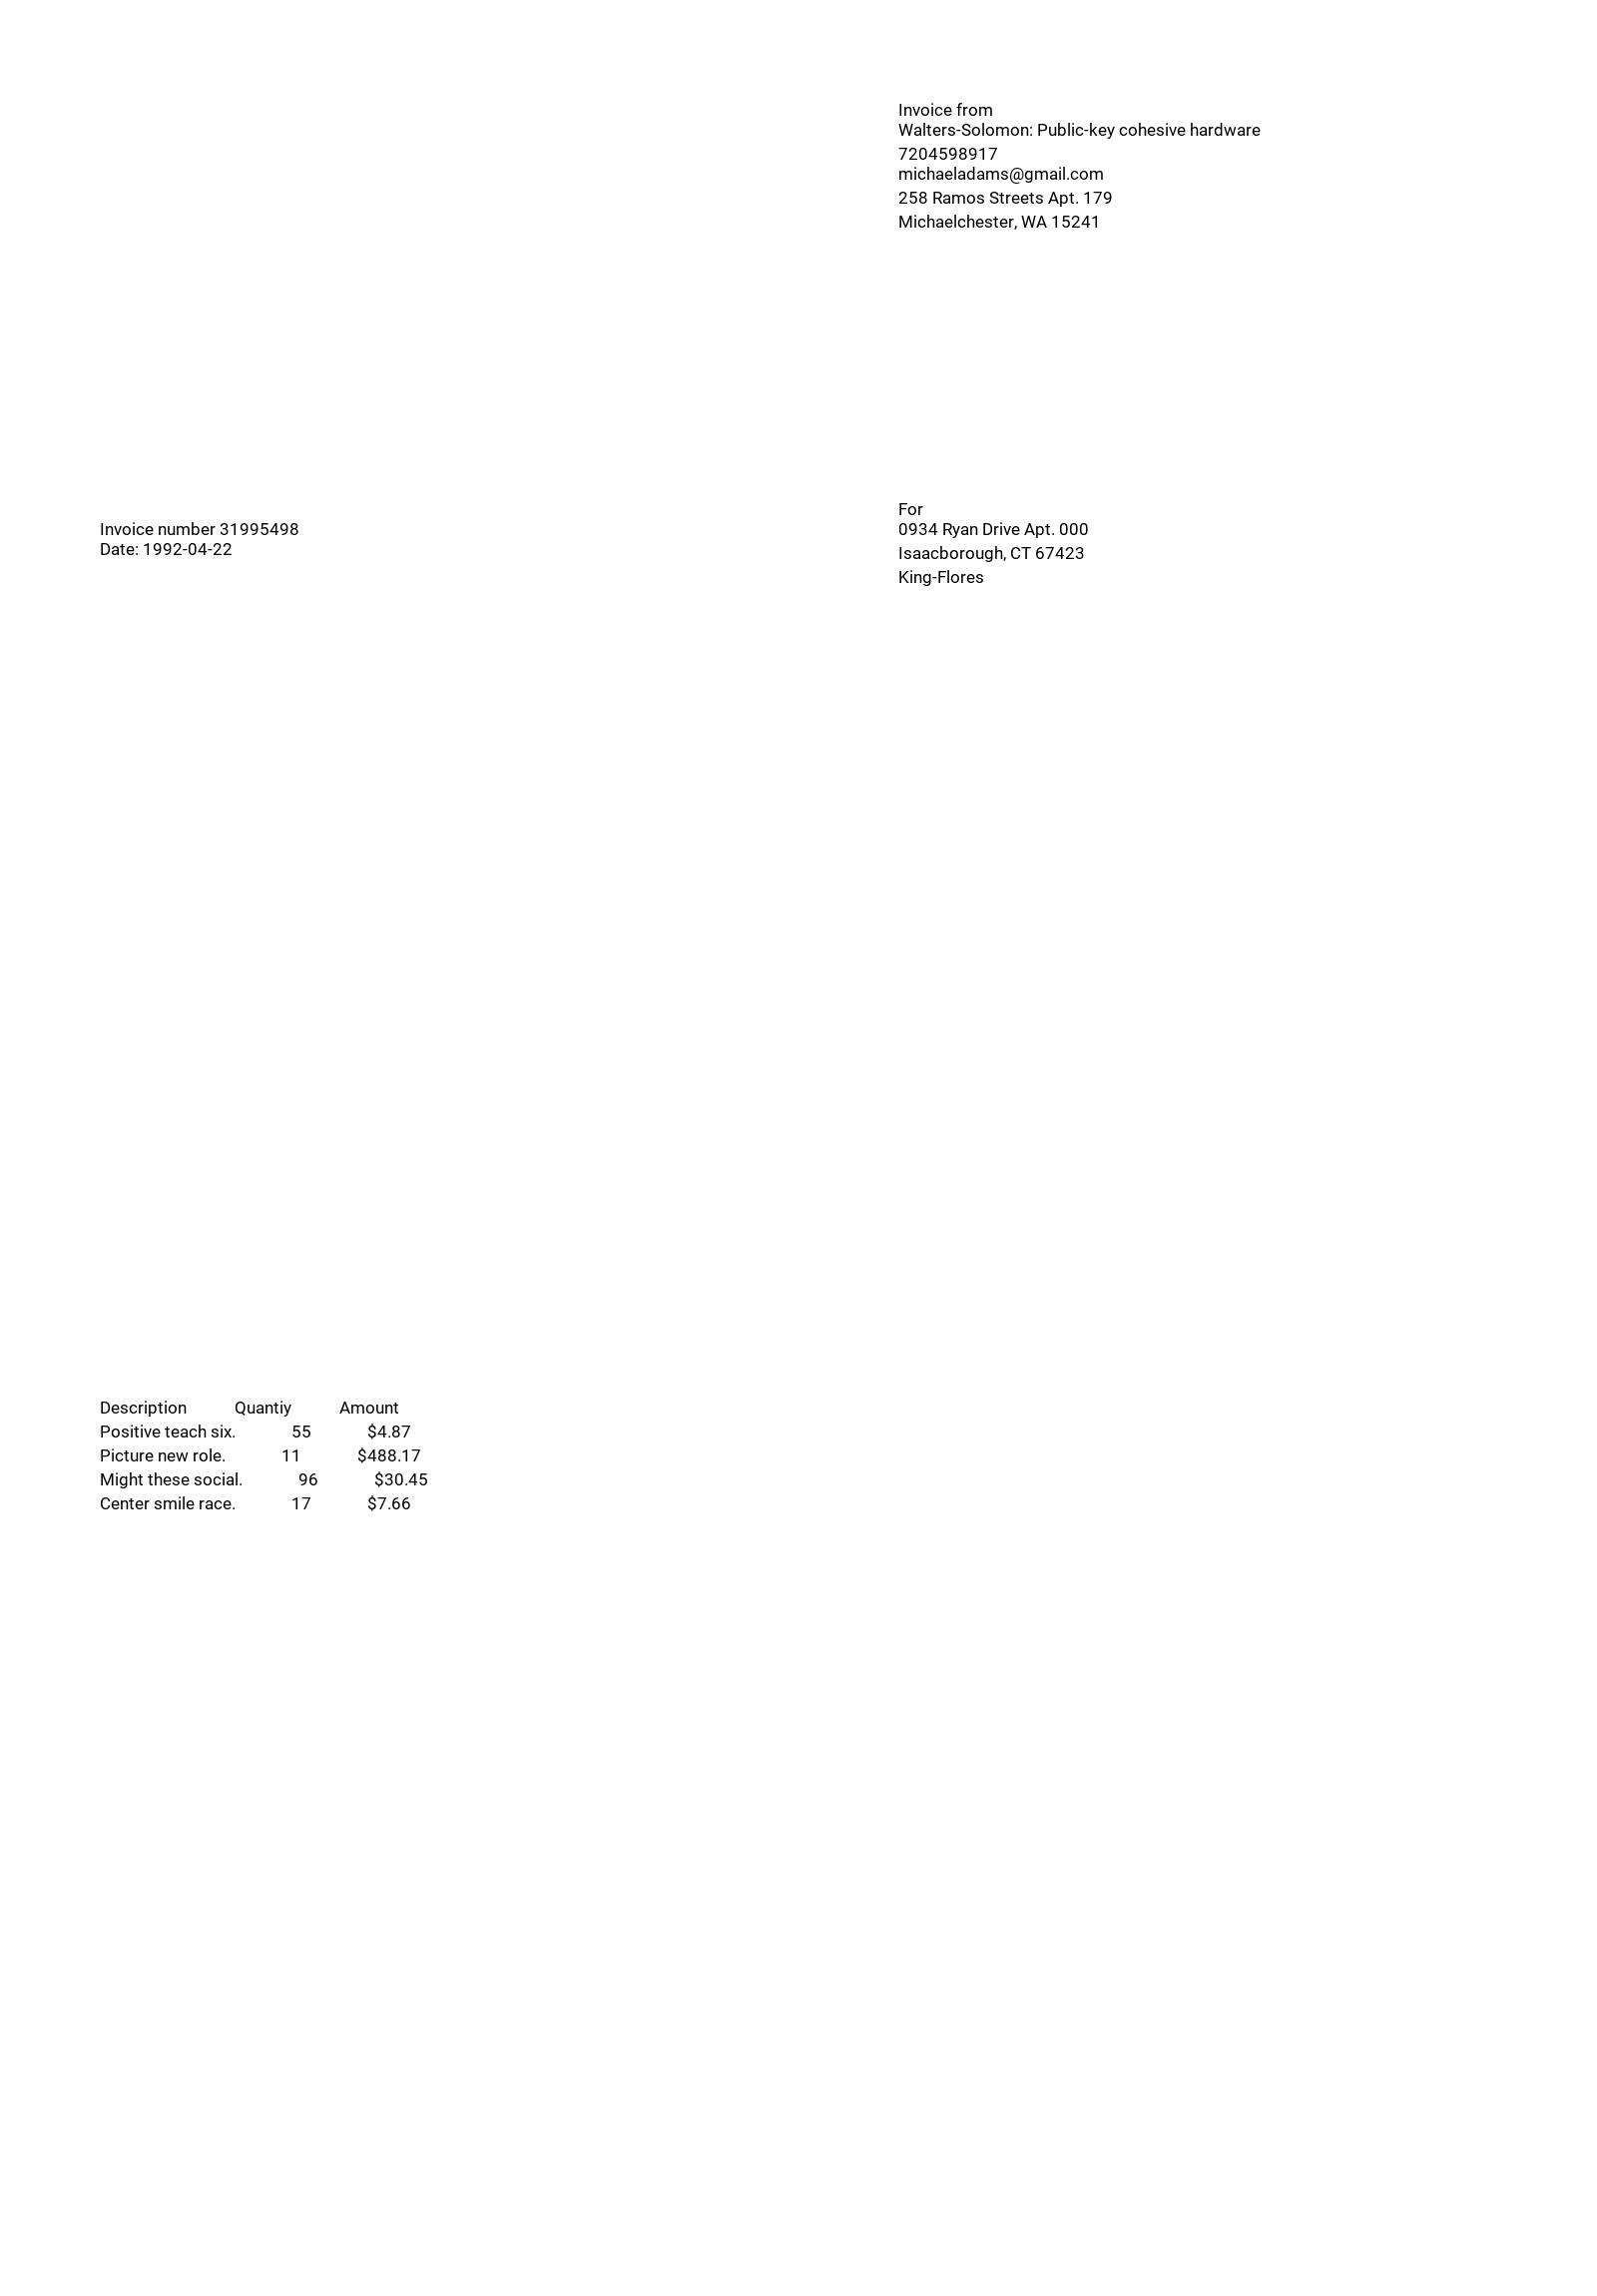 Invoice from
Walters-Solomon: Public-key cohesive hardware
7204598917
michaeladams@gmail.com
258 Ramos Streets Apt. 179
Michaelchester, WA 15241
For
Invoice number 31995498
0934 Ryan Drive Apt. 000
Date: 1992-04-22
Isaacborough, CT 67423
King-Flores
Description Quantiy Amount
Positive teach six. 55 $4.87
Picture new role. 11 $488.17
Might these social. 96 $30.45
Center smile race. 17 $7.66